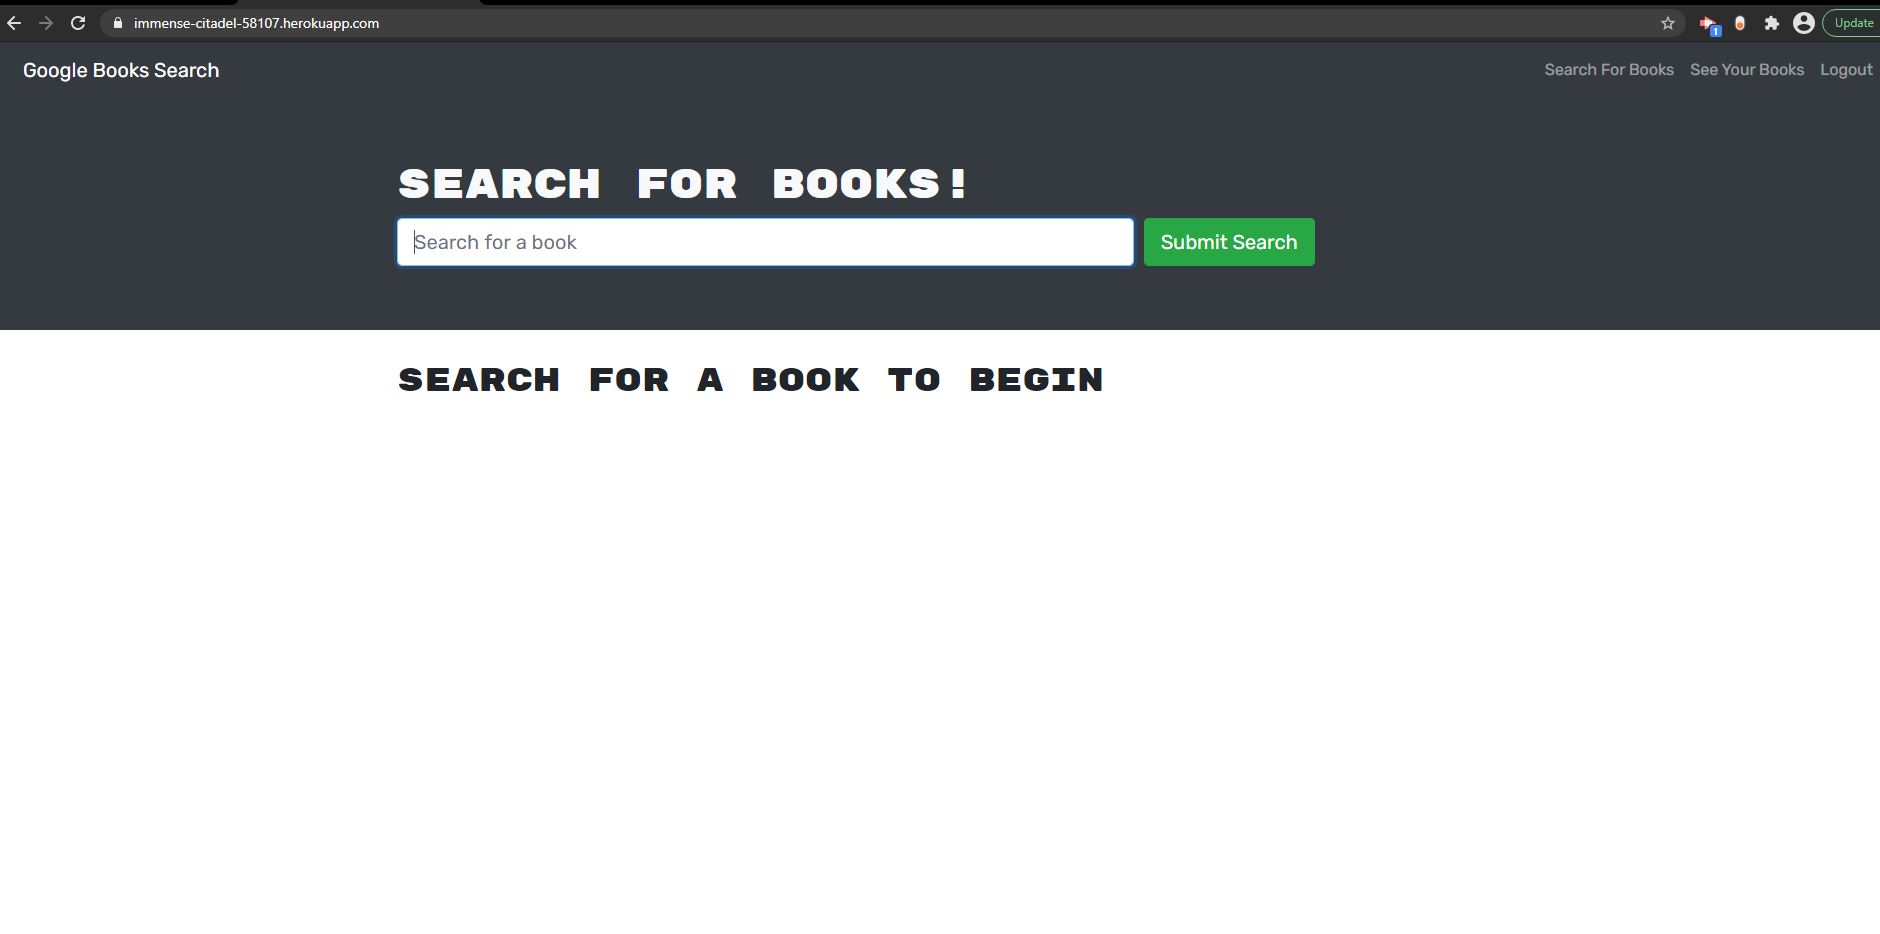 immense-citadel-58107.herokuapp.com
1
Update
Google Books Search
Search For Books
See Your Books
Logout
SEARCH FOR BOOKS!
Search for a book
Submit Search
SEARCH FOR A BOOK TO BEGIN